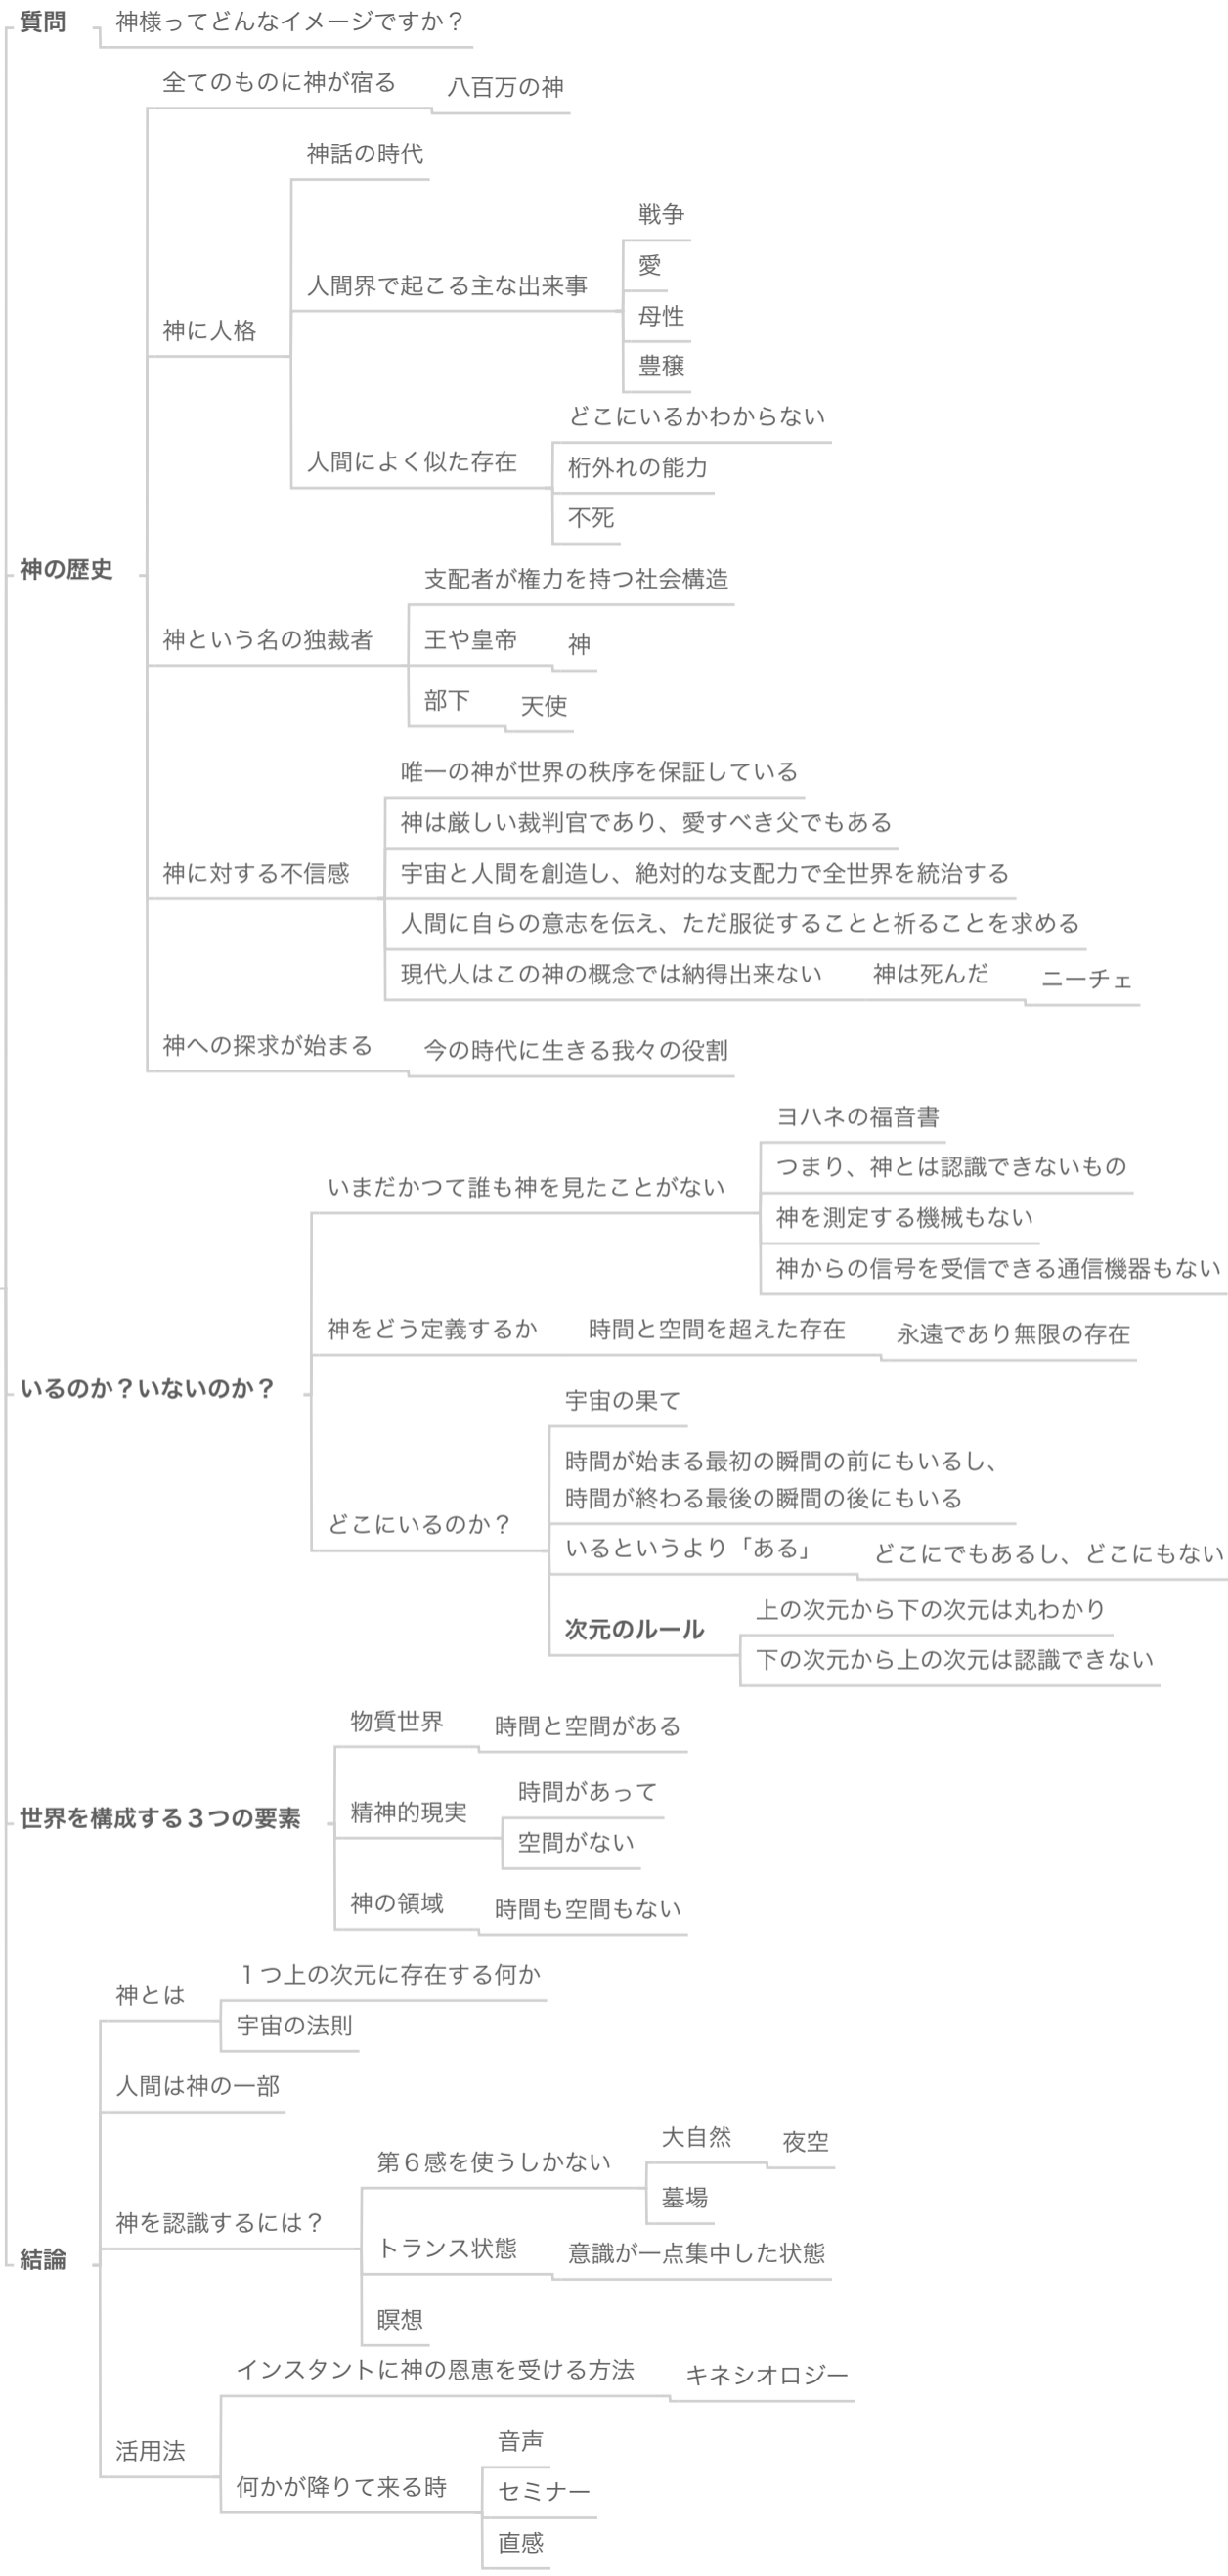 質問
神様ってどんなイメージですか？
全てのものに神が宿る
八百万の神
神話の時代
戦争
愛
人間界で起こる主な出来事
母性
豊穣
神に人格
どこにいるかわからない
人間によく似た存在
桁外れの能力
不死
神の歴史
支配者が権力を持つ社会構造
神という名の独裁者
王や皇帝
神
部下
天使
唯一の神が世界の秩序を保証している
神は厳しい裁判官であり、愛すべき父でもある
神に対する不信感
宇宙と人間を創造し、絶対的な支配力で全世界を統治する
人間に自らの意志を伝え、ただ服従することと祈ることを求める
現代人はこの神の概念では納得出来ない
神は死んだ
ニーチェ
神への探求が始まる
今の時代に生きる我々の役割
ヨハネの福音書
つまり、神とは認識できないもの
いまだかつて誰も神を見たことがない
神を測定する機械もない
神からの信号を受信できる通信機器もない
神をどう定義するか
時間と空間を超えた存在
永遠であり無限の存在
いるのか？いないのか？
宇宙の果て
時間が始まる最初の瞬間の前にもいるし、
時間が終わる最後の瞬間の後にもいる
どこにいるのか？
いるというより「ある」
どこにでもあるし、どこにもない
次元のルール
上の次元から下の次元は丸わかり
下の次元から上の次元は認識できない
物質世界
時間と空間がある
世界を構成する３つの要素
精神的現実
時間があって
空間がない
神の領域
時間も空間もない
神とは
１つ上の次元に存在する何か
宇宙の法則
人間は神の一部
第６感を使うしかない
大自然
夜空
墓場
神を認識するには？
トランス状態
意識が一点集中した状態
結論
瞑想
インスタントに神の恩恵を受ける方法
キネシオロジー
活用法
音声
何かが降りて来る時
セミナー
直感